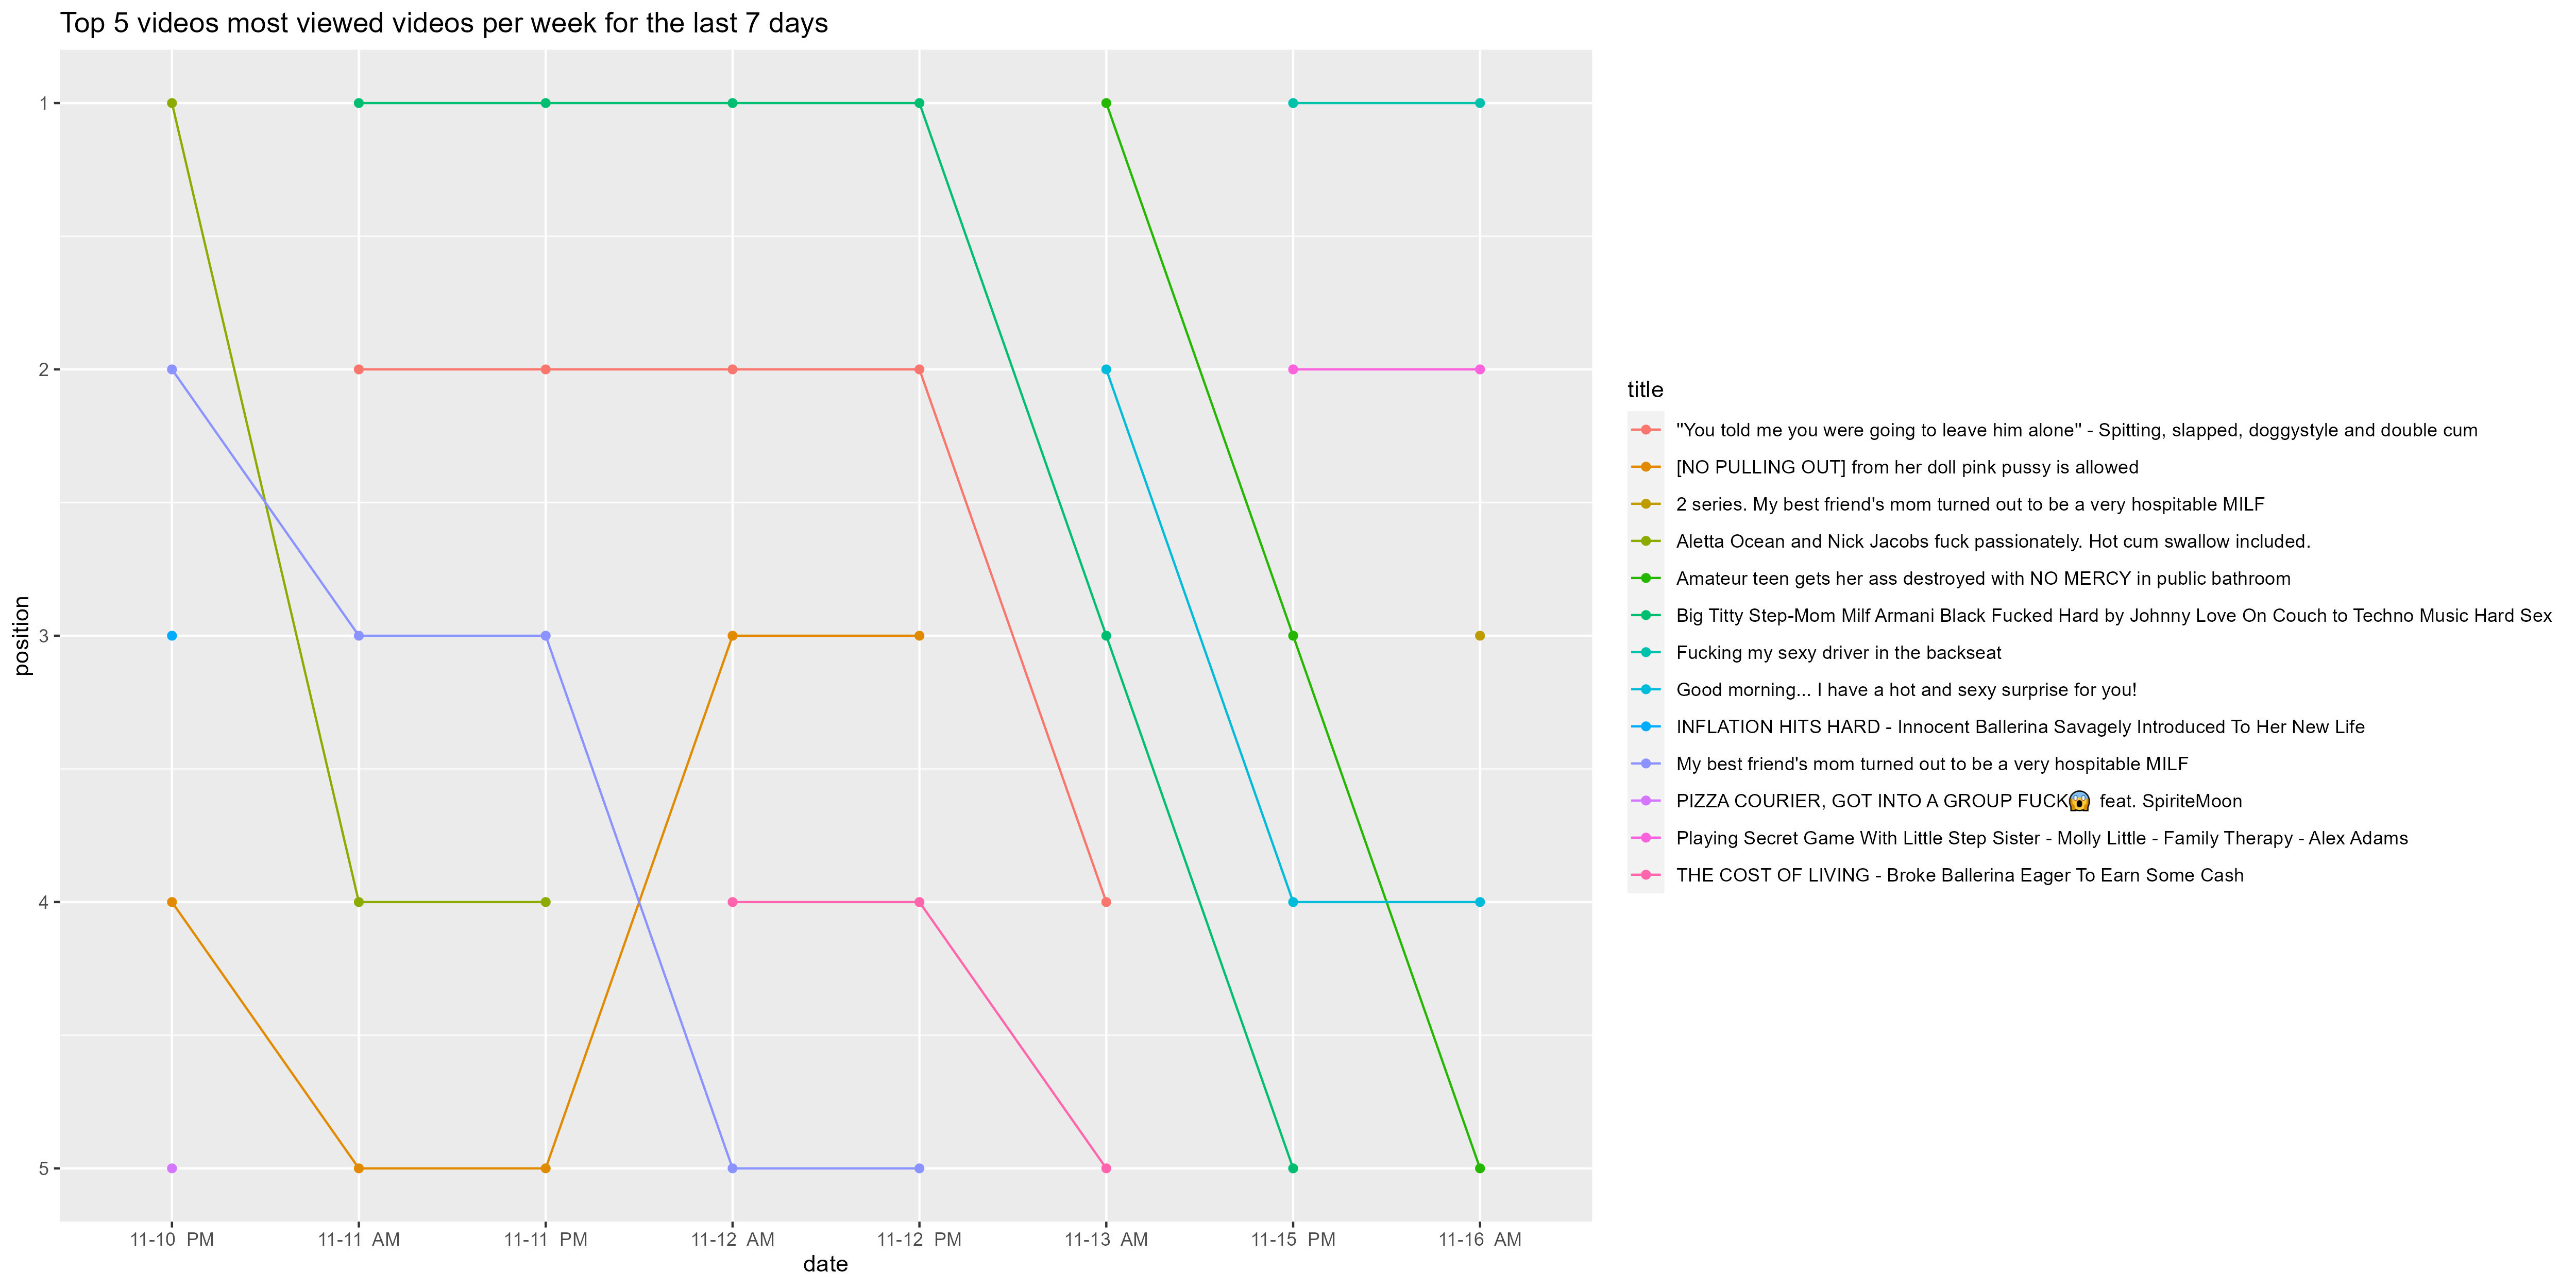 Top 5 videos most viewed videos per week for the last 7 days
1
2
3
4
5
position
11-10 PM
11-11 AM
11-11 PM
11-12 AM
11-12 PM
11-13 AM
11-15 PM
11-16 AM
date
title
"You told me you were going to leave him alone" - Spitting, slapped, doggystyle and double cum
[NO PULLING OUT] from her doll pink pussy is allowed
2 series. My best friend's mom turned out to be a very hospitable MILF
Aletta Ocean and Nick Jacobs fuck passionately. Hot cum swallow included.
Amateur teen gets her ass destroyed with NO MERCY in public bathroom
Big Titty Step-Mom Milf Armani Black Fucked Hard by Johnny Love On Couch to Techno Music Hard Sex
Fucking my sexy driver in the backseat
Good morning... I have a hot and sexy surprise for you!
INFLATION HITS HARD - Innocent Ballerina Savagely Introduced To Her New Life
My best friend's mom turned out to be a very hospitable MILF
PIZZA COURIER, GOT INTO A GROUP FUCK😱 feat. SpiriteMoon
Playing Secret Game With Little Step Sister - Molly Little - Family Therapy - Alex Adams
THE COST OF LIVING - Broke Ballerina Eager To Earn Some Cash